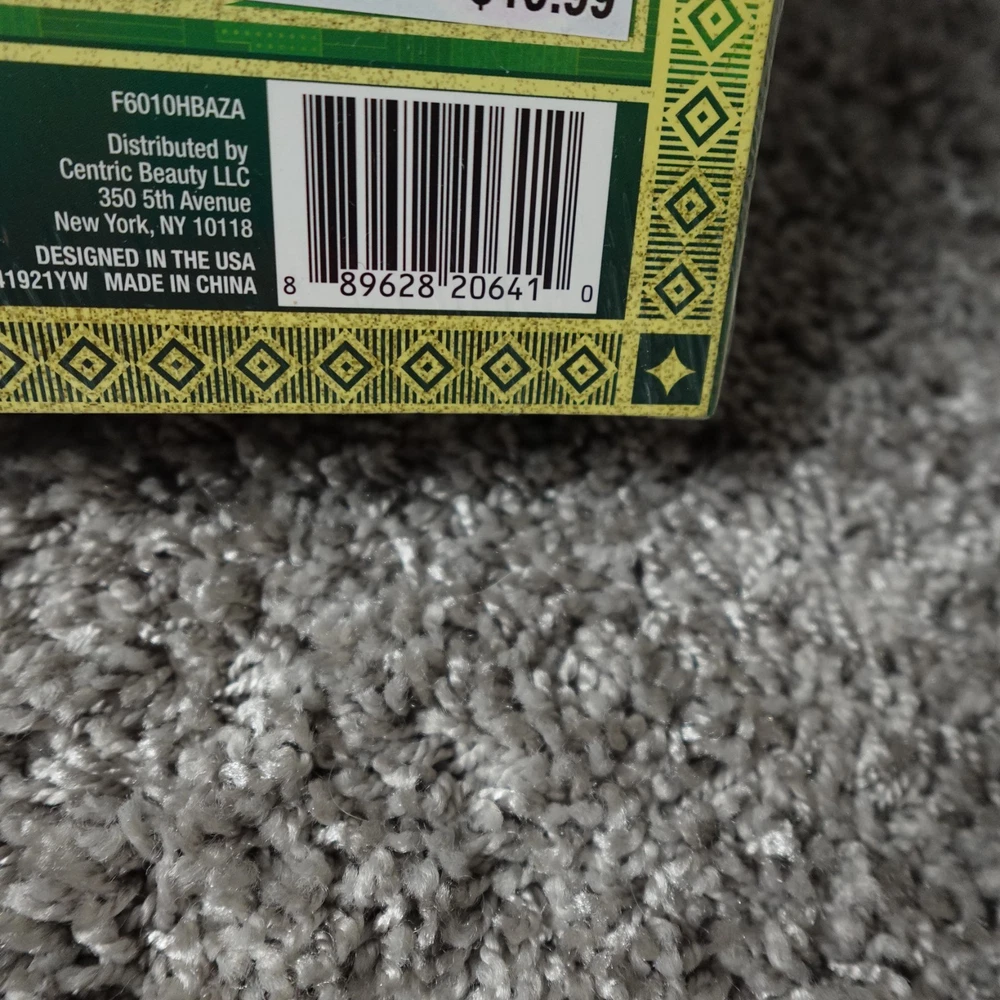 F6010HBAZA
Distributed by
Centric Beauty LLC
350 5th Avenue
New York, NY 10118
DESIGNED IN THE USA
41921YW MADE IN CHINA
8 89628 20641 0